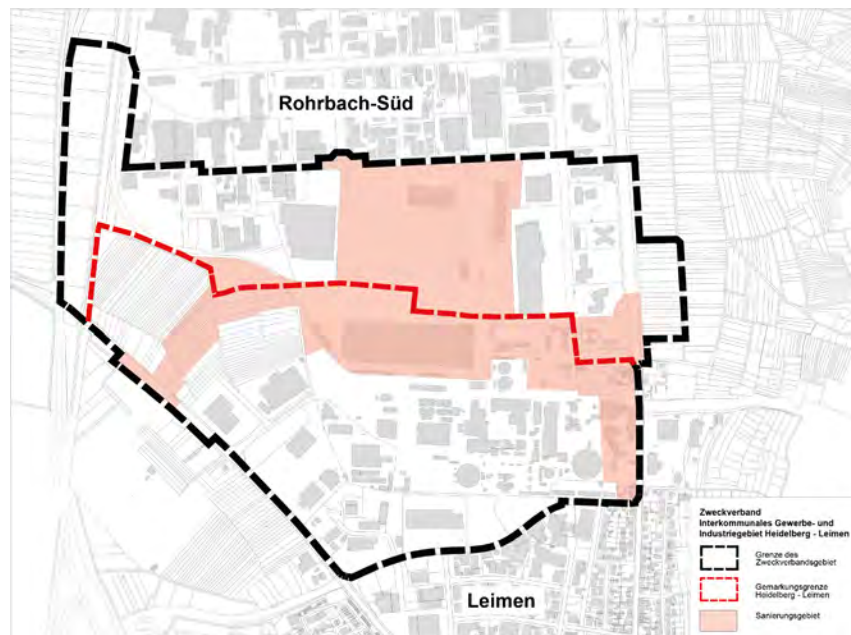 Rohrbach-Süd
Leimen
Zweckverband
Interkommunales Gewerbe- und
Industriegebiet Heidelberg - Leimen
Grenze des
Zweckverbandsgebiet
Gemarkungsgrenze
Heidelberg - Leimen
Sanierungsgebiet